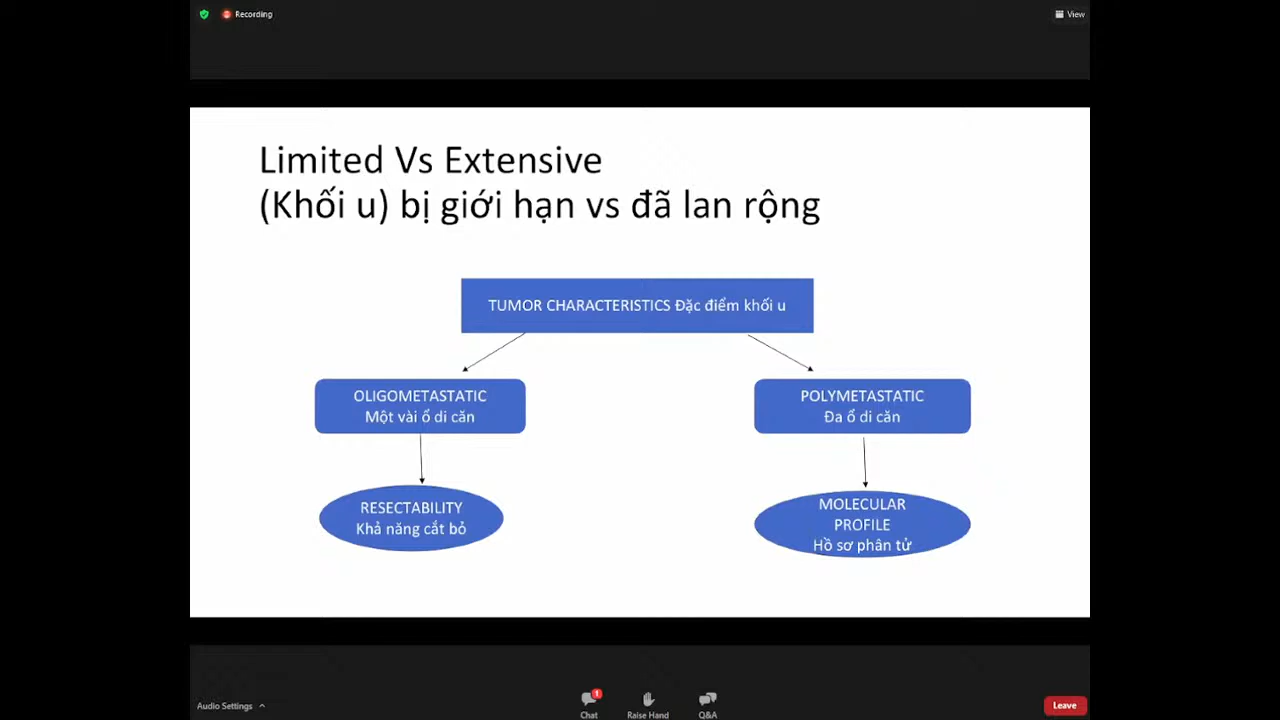 Recording
View
Limited Vs Extensive
(Khối u) bị giới hạn vs đã lan rộng
TUMOR CHARACTERISTICS Đặc điểm khối u
OLIGOMETASTATIC
Một vài ổ di căn
POLYMETASTATIC
Đa ổ di căn
RESECTABILITY
Khả năng cắt bỏ
MOLECULAR
PROFILE
Hồ sơ phân tử
Audio Settings
1
Chat
Raise Hand
Q&A
Leave